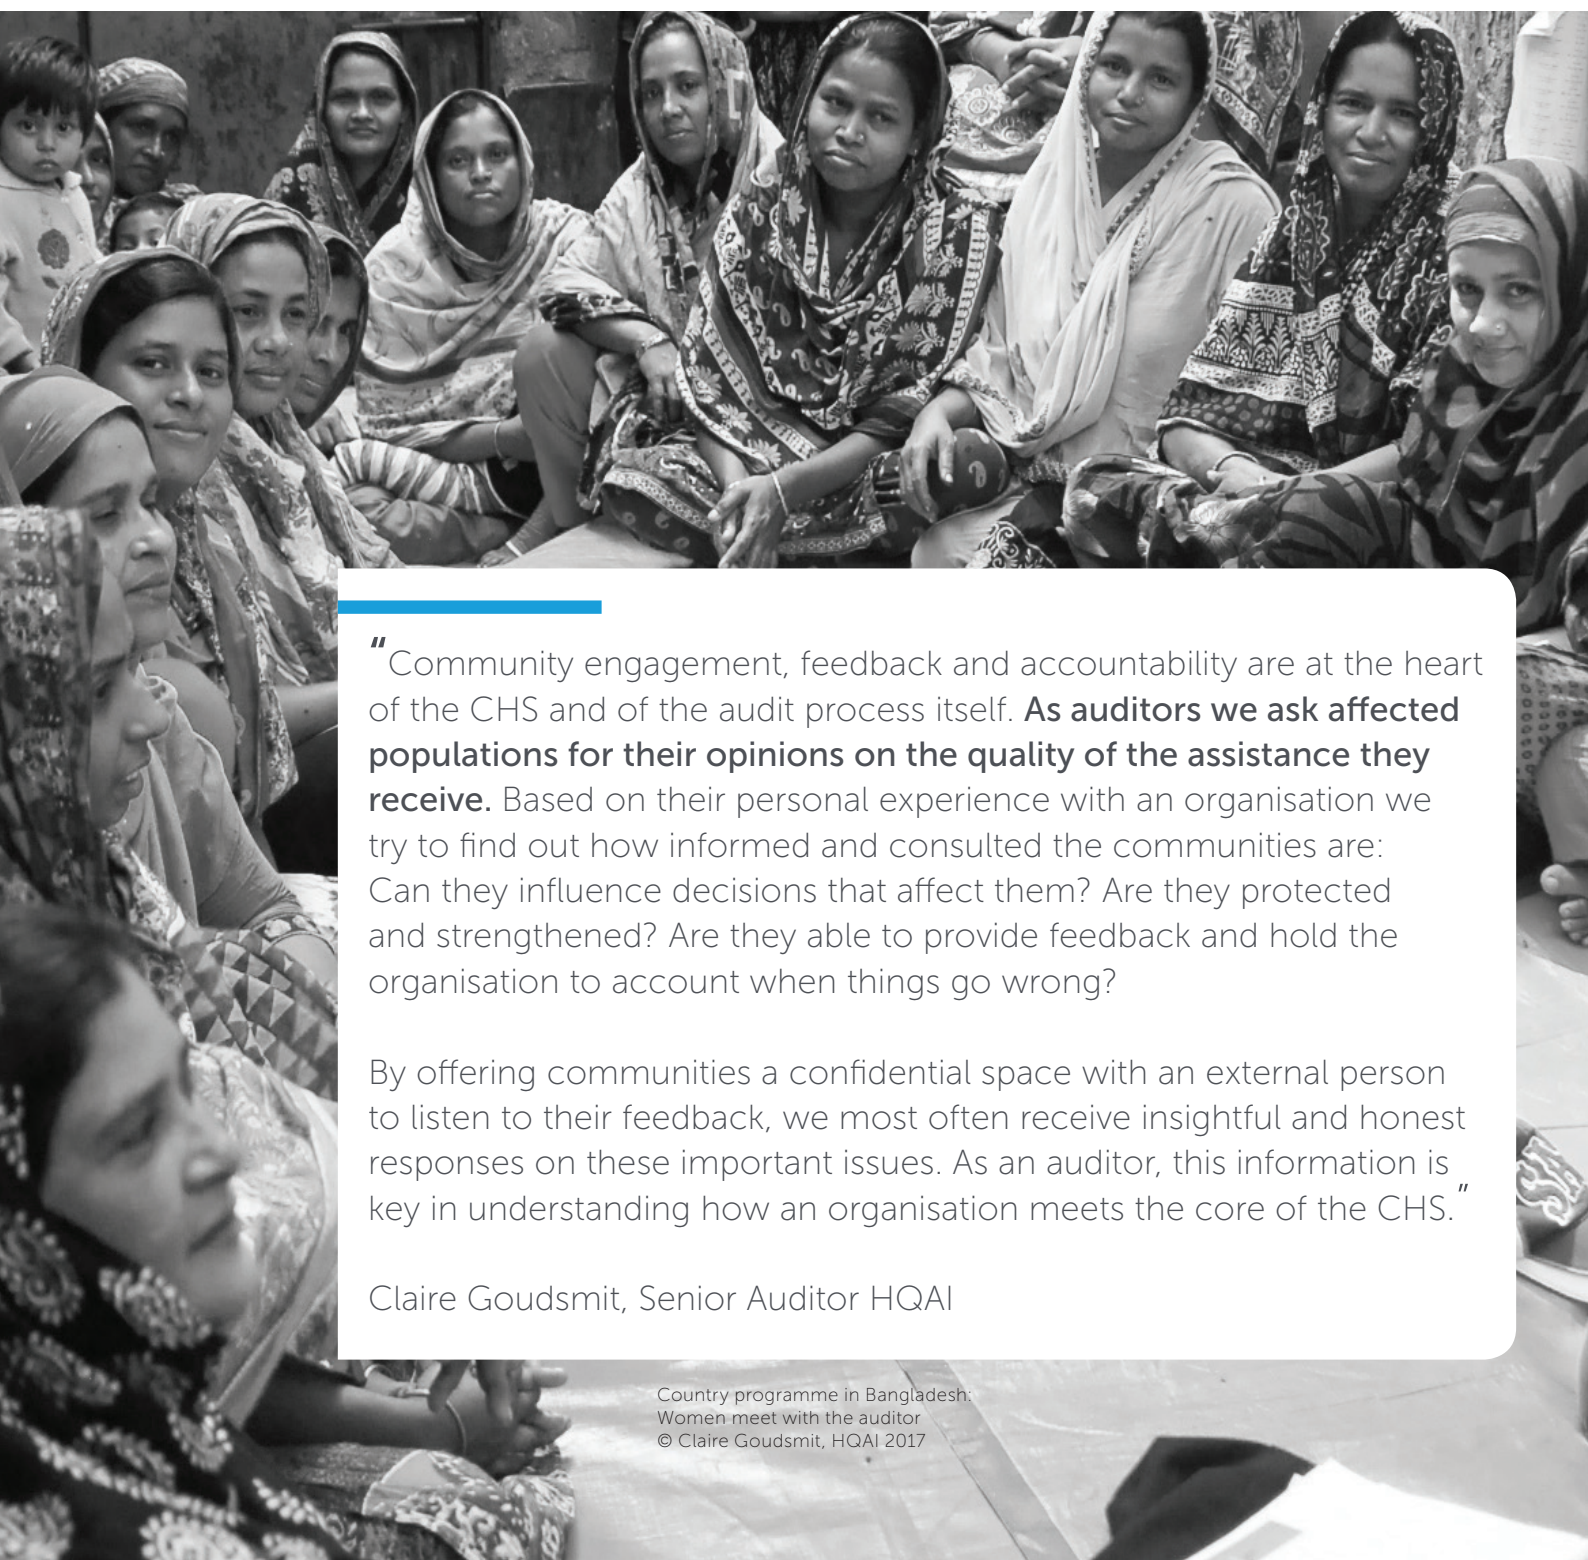 “Community engagement, feedback and accountability are at the heart
of the CHS and of the audit process itself. As auditors we ask affected
populations for their opinions on the quality of the assistance they
receive. Based on their personal experience with an organisation we
try to find out how informed and consulted the communities are:
Can they influence decisions that affect them? Are they protected
and strengthened? Are they able to provide feedback and hold the
organisation to account when things go wrong?
By offering communities a confidential space with an external person
to listen to their feedback, we most often receive insightful and honest
responses on these important issues. As an auditor, this information is
key in understanding how an organisation meets the core of the CHS.”
Claire Goudsmit, Senior Auditor HQAI
Country programme in Bangladesh:
Women meet with the auditor
© Claire Goudsmit, HQAI 2017